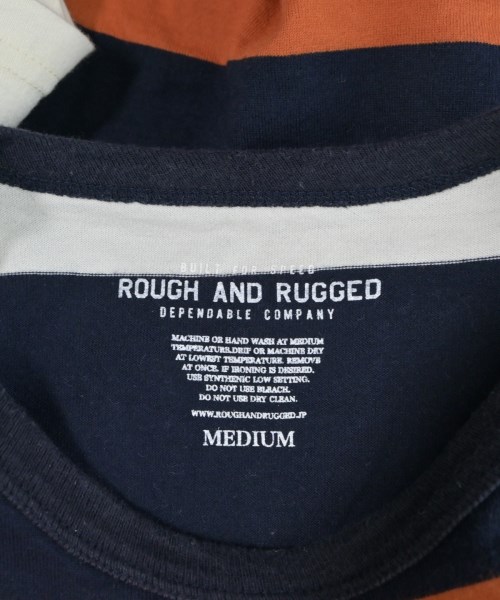 BUILT FOR SPEED
ROUGH AND RUGGED
DEPENDABLE COMPANY
MACHINE OR HAND WASH AT MEDIUM
TEMPERATURE.DRIP OR MACHINE DRY
AT LOWEST TEMPERATURE. REMOVE
AT ONCE. IF IRONING IS DESIRED.
USE SYNTHENIC LOW SETTING.
DO NOT USE BLEACH.
DO NOT USE DRY CLEAN.
WWW.ROUGHANDRUGGED.JP
MEDIUM